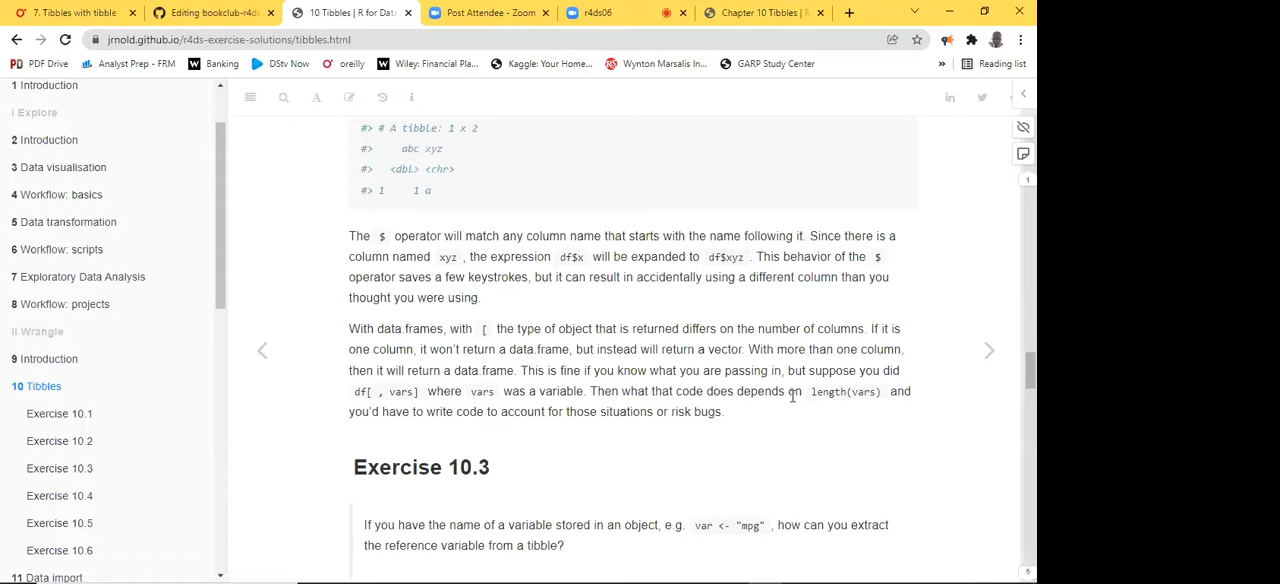 7. Tibbles with tibble
Editing bookclub-r4ds
10 Tibbles | R for Dat
Post Attendee - Zoom
r4ds06
Chapter 10 Tibbles | R
jrnold.github.io/r4ds-exercise-solutions/tibbles.html
PDF Drive
Analyst Prep - FRM
Banking
DStv Now
oreilly
Wiley: Financial Pla...
Kaggle: Your Home...
Wynton Marsalis In...
GARP Study Center
»
Reading list
1 Introduction
I Explore
2 Introduction
3 Data visualisation
4 Workflow: basics
5 Data transformation
6 Workflow: scripts
7 Exploratory Data Analysis
8 Workflow: projects
II Wrangle
9 Introduction
10 Tibbles
Exercise 10.1
Exercise 10.2
Exercise 10.3
Exercise 10.4
Exercise 10.5
Exercise 10.6
11 Data import
#> # A tibble: 1 x 2
#> abc xyz
#> <dbl> <chr>
#> 1 1 a
The $ operator will match any column name that starts with the name following it. Since there is a
column named xyz , the expression df$x will be expanded to df$xyz . This behavior of the $
operator saves a few keystrokes, but it can result in accidentally using a different column than you
thought you were using.
With data.frames, with [ the type of object that is returned differs on the number of columns. If it is
one column, it won't return a data.frame, but instead will return a vector. With more than one column,
then it will return a data.frame. This is fine if you know what you are passing in, but suppose you did
df[ , vars] where vars was a variable. Then what that code does depends on length(vars) and
you'd have to write code to account for those situations or risk bugs.
Exercise 10.3
If you have the name of a variable stored in an object, e.g. var <- "mpg" , how can you extract
the reference variable from a tibble?
1
5